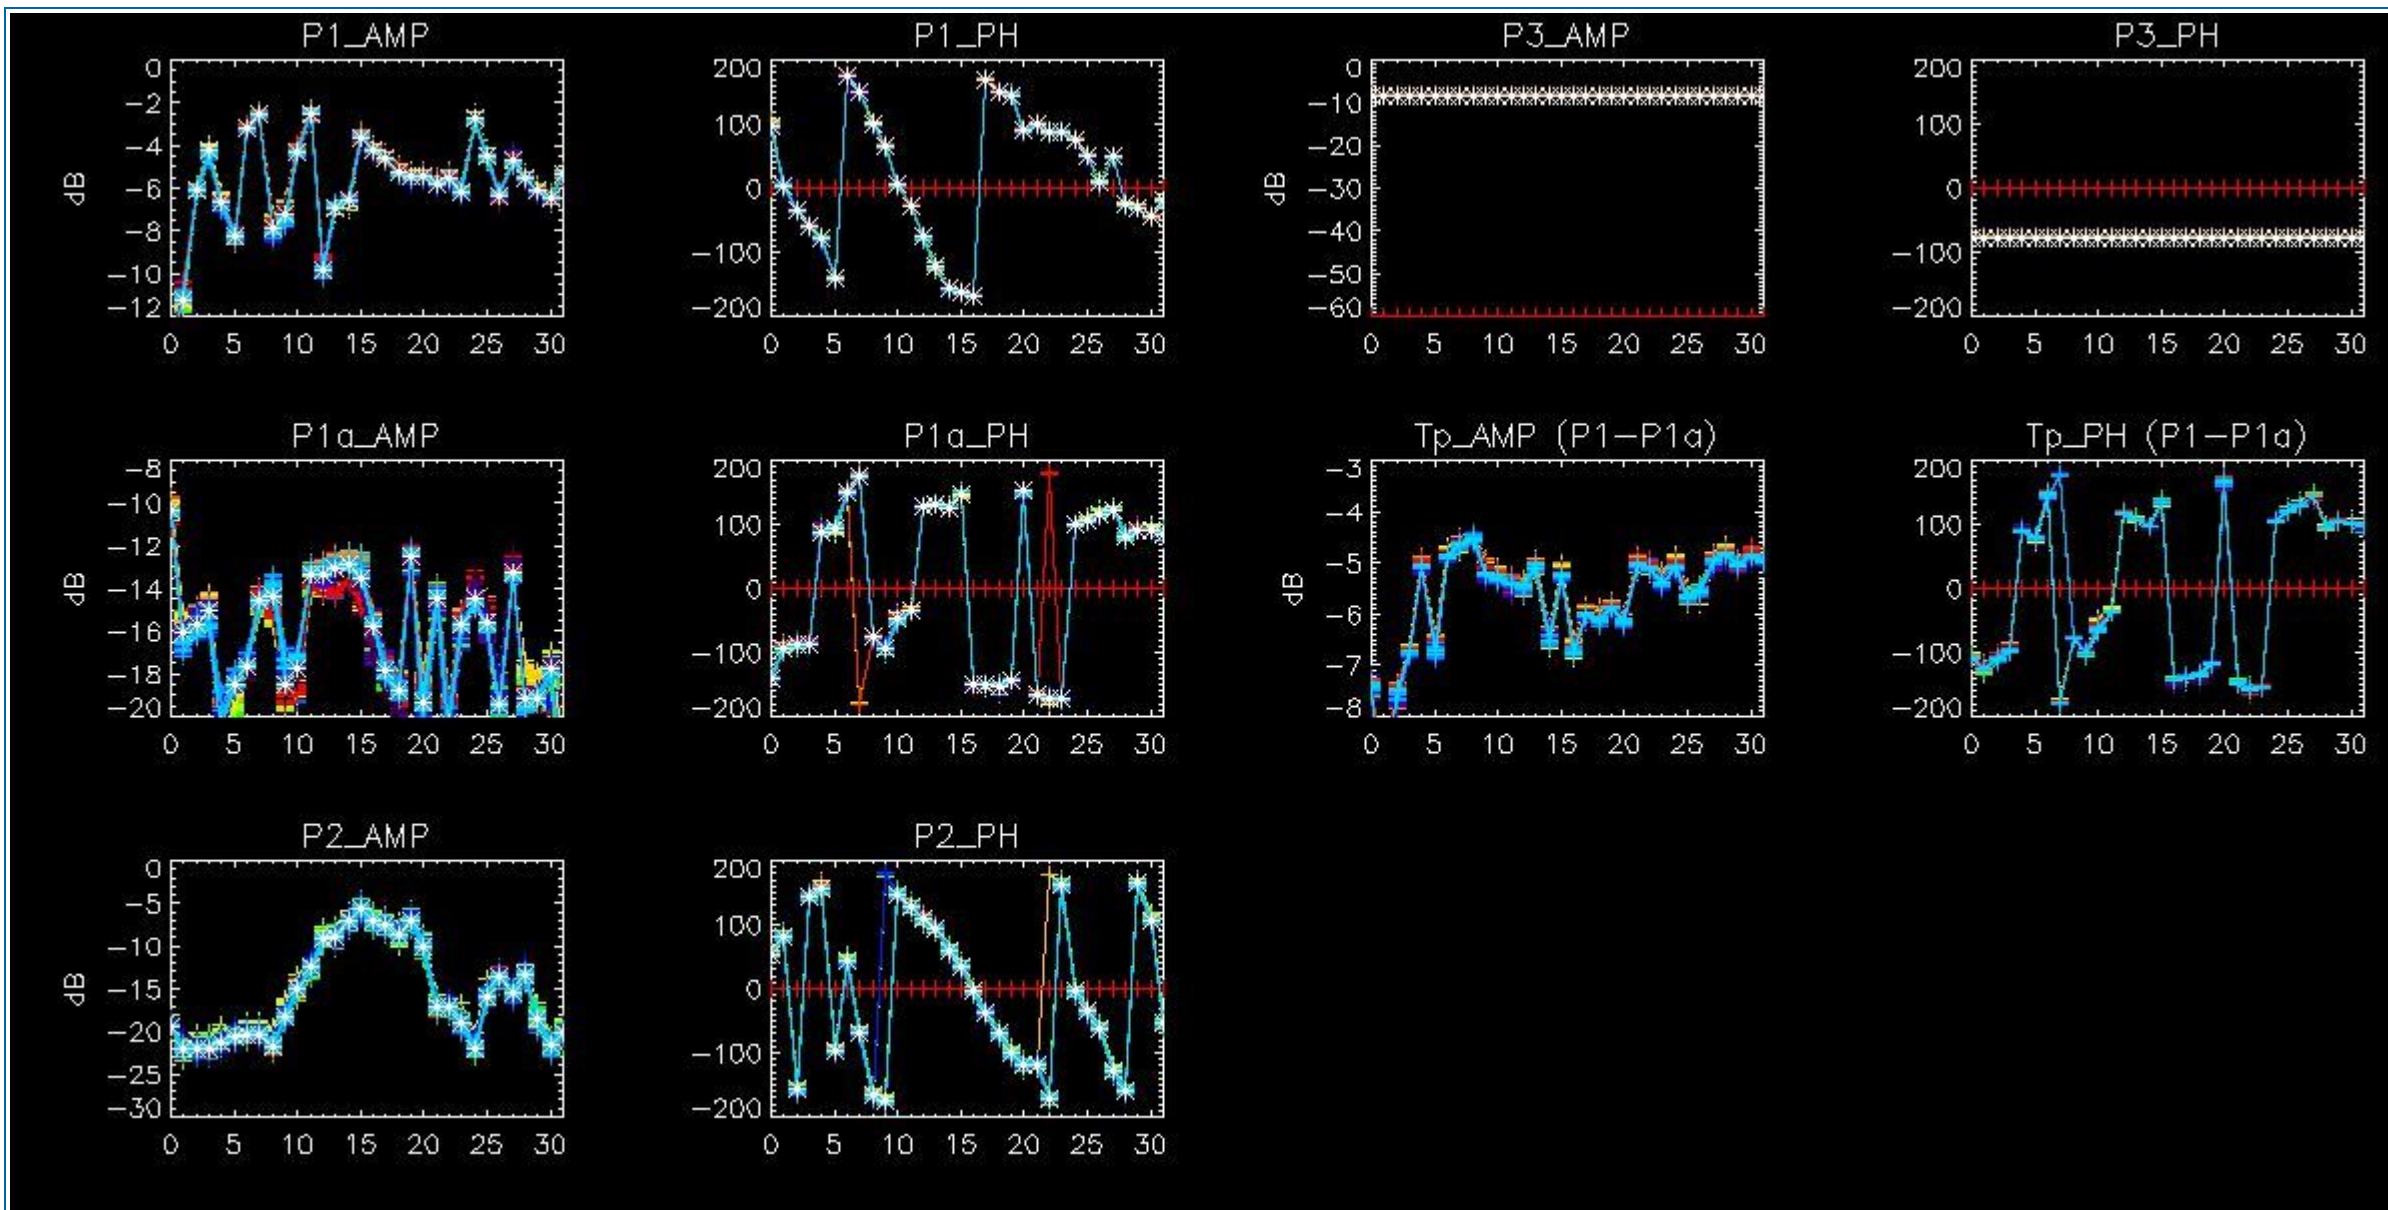 P1_AMP P1_PH P3_AMP P3_PH
0 200 0 200
-2 100 -10 100
-4 0 -20 0
-6 -100 -30 -100
-8 -200 -40 -200
-10 -50
-12 -60
dB dB
0 5 10 15 20 25 30 0 5 10 15 20 25 30 0 5 10 15 20 25 30 0 5 10 15 20 25 30
P1a_AMP P1a_PH Tp_AMP (P1-P1a) Tp_PH (P1-P1a)
-8 200 -3 200
-10 100 -4 100
-12 0 -5 0
-14 -100 -6 -100
-16 -200 -7 -200
-18 -8
-20
dB dB
0 5 10 15 20 25 30 0 5 10 15 20 25 30 0 5 10 15 20 25 30 0 5 10 15 20 25 30
P2_AMP P2_PH
0 200
-5 100
-10 0
-15 -100
-20 -200
-25
-30
dB
0 5 10 15 20 25 30 0 5 10 15 20 25 30